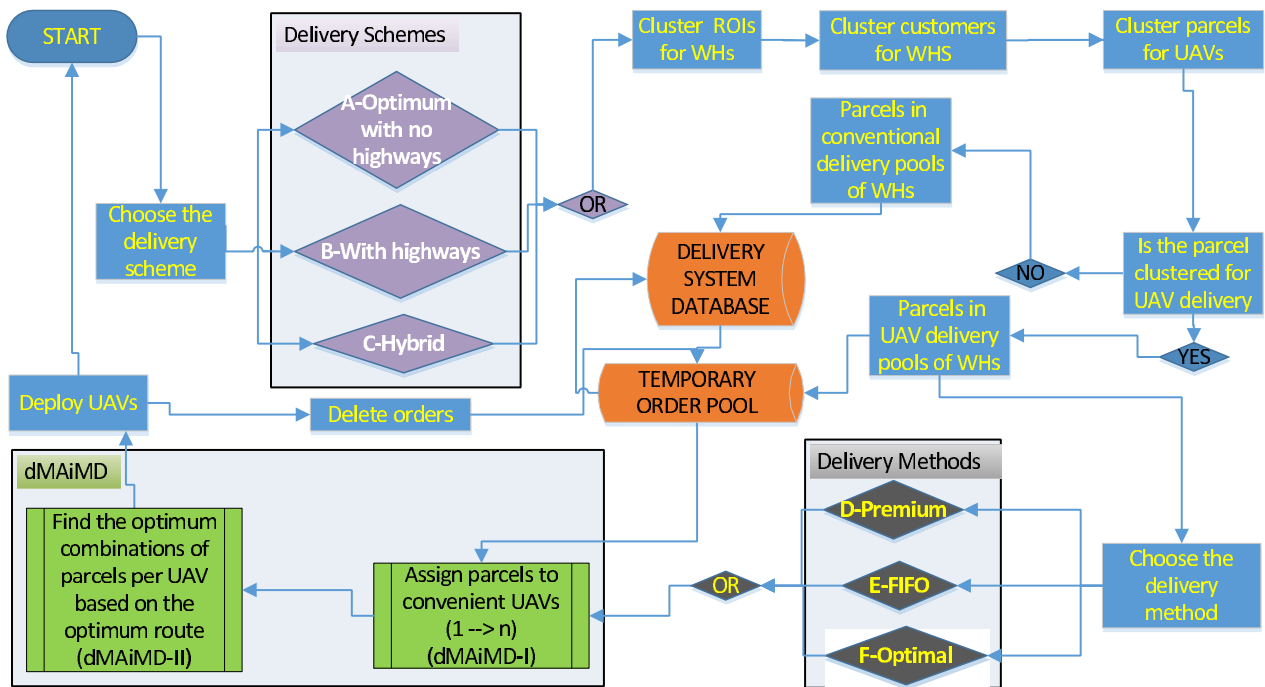 START
Delivery Schemes
A-Optimum
with no
highways
B-With highways
C-Hybrid
Choose the
delivery
scheme
OR
Cluster ROIs
for WHs
Cluster customers
for WHS
Cluster parcels
for UAVs
Parcels in
conventional
delivery pools
of WHs
NO
Is the parcel
clustered for
UAV delivery
YES
DELIVERY
SYSTEM
DATABASE
Parcels in
UAV delivery
pools of WHs
TEMPORARY
ORDER POOL
Deploy UAVs
Delete orders
dMAiMD
Find the optimum
combinations of
parcels per UAV
based on the
optimum route
(dMAiMD-II)
Assign parcels to
convenient UAVs
(1 --> n)
(dMAiMD-I)
OR
Delivery Methods
D-Premium
E-FIFO
F-Optimal
Choose the
delivery
method